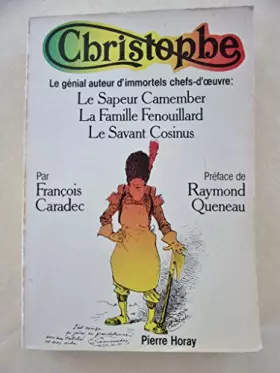 Christophe
Le génial auteur d'immortels chefs-d'œuvre:
Le Sapeur Camember
La Famille Fenouillard
Le Savant Cosinus
Par
François
Caradec
Préface de
Raymond
Queneau
Pierre Horay